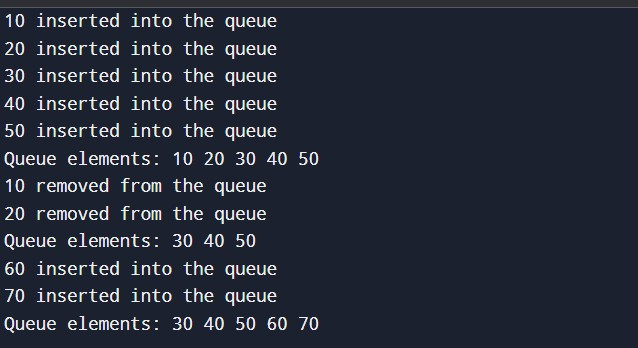 10 inserted into the queue
20 inserted into the queue
30 inserted into the queue
40 inserted into the queue
50 inserted into the queue
Queue elements: 10 20 30 40 50
10 removed from the queue
20 removed from the queue
Queue elements: 30 40 50
60 inserted into the queue
70 inserted into the queue
Queue elements: 30 40 50 60 70